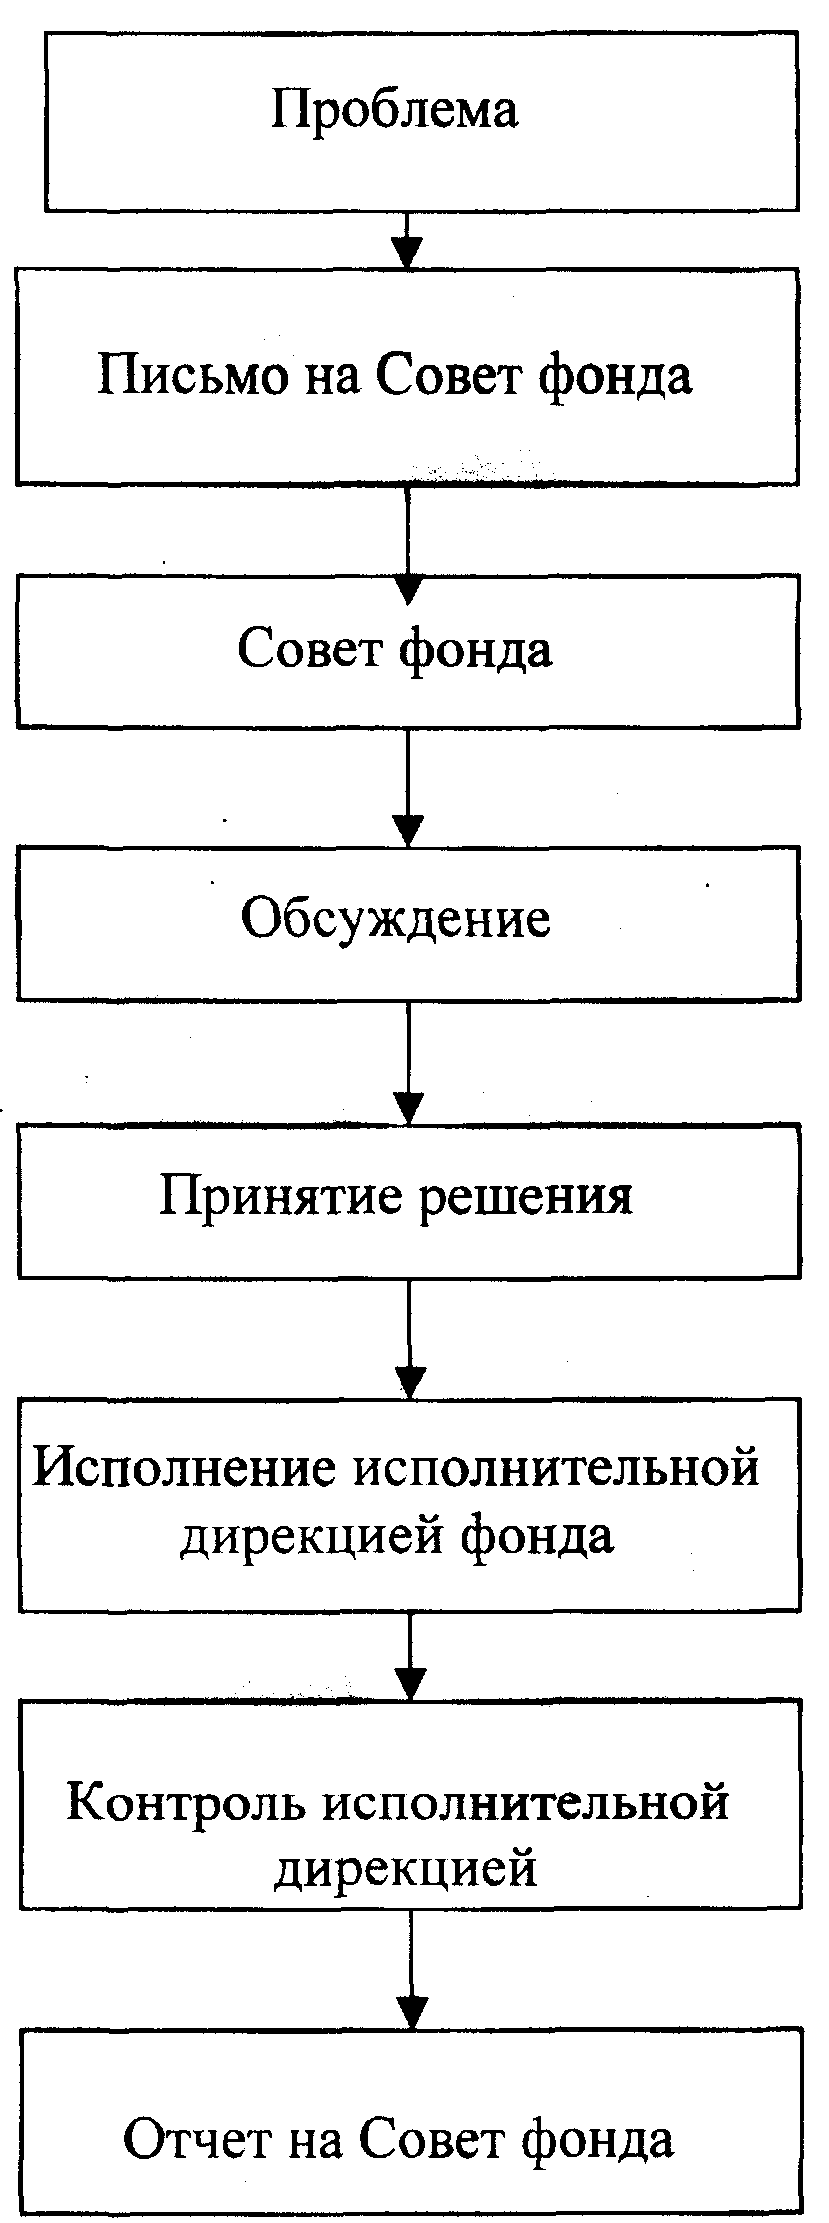 Проблема
Письмо на Совет фонда
Совет фонда
Обсуждение
Принятие решения
Исполнение исполнительной
дирекцией фонда
Контроль исполнительной
дирекцией
Отчет на Совет фонда